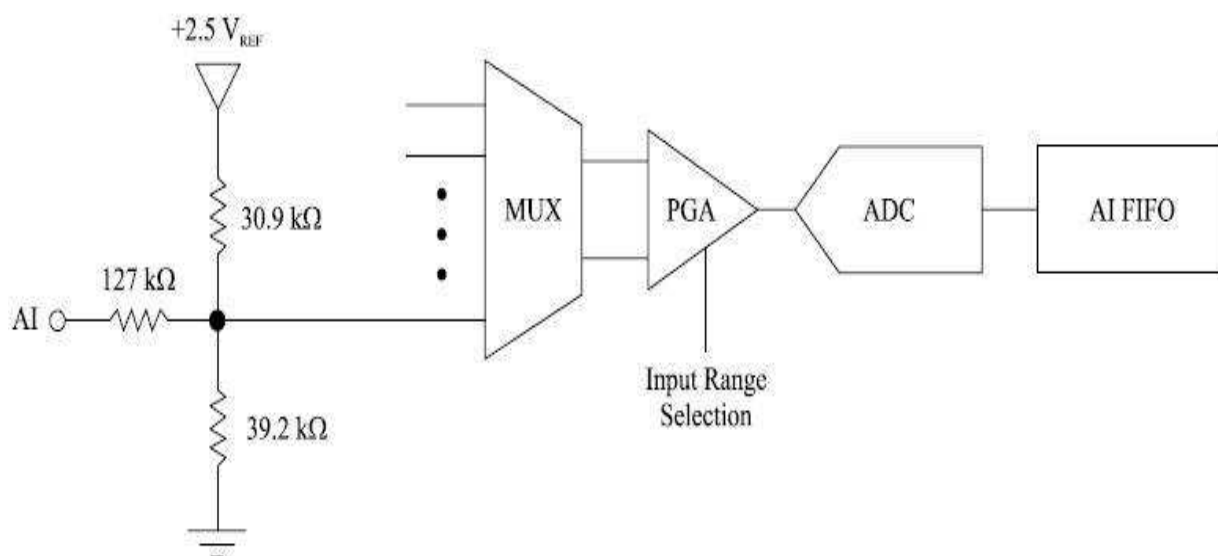 +2.5 VREF
30.9 kΩ
127 kΩ
AI
39.2 kΩ
MUX
PGA
ADC
AI FIFO
Input Range
Selection